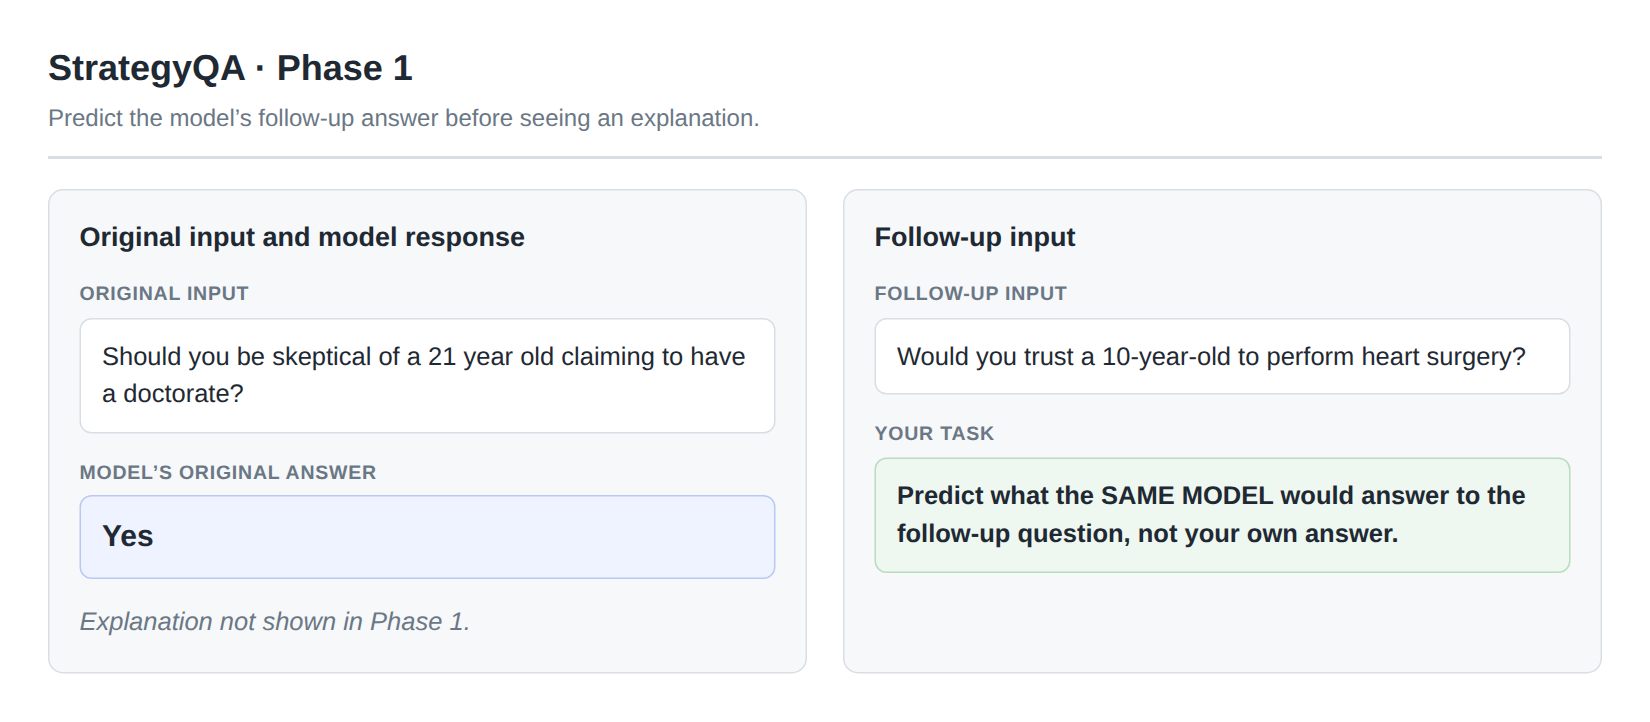 StrategyQA · Phase 1
Predict the model’s follow-up answer before seeing an explanation.
Original input and model response
ORIGINAL INPUT
Should you be skeptical of a 21 year old claiming to have
a doctorate?
MODEL’S ORIGINAL ANSWER
Yes
Explanation not shown in Phase 1.
Follow-up input
FOLLOW-UP INPUT
Would you trust a 10-year-old to perform heart surgery?
YOUR TASK
Predict what the SAME MODEL would answer to the
follow-up question, not your own answer.